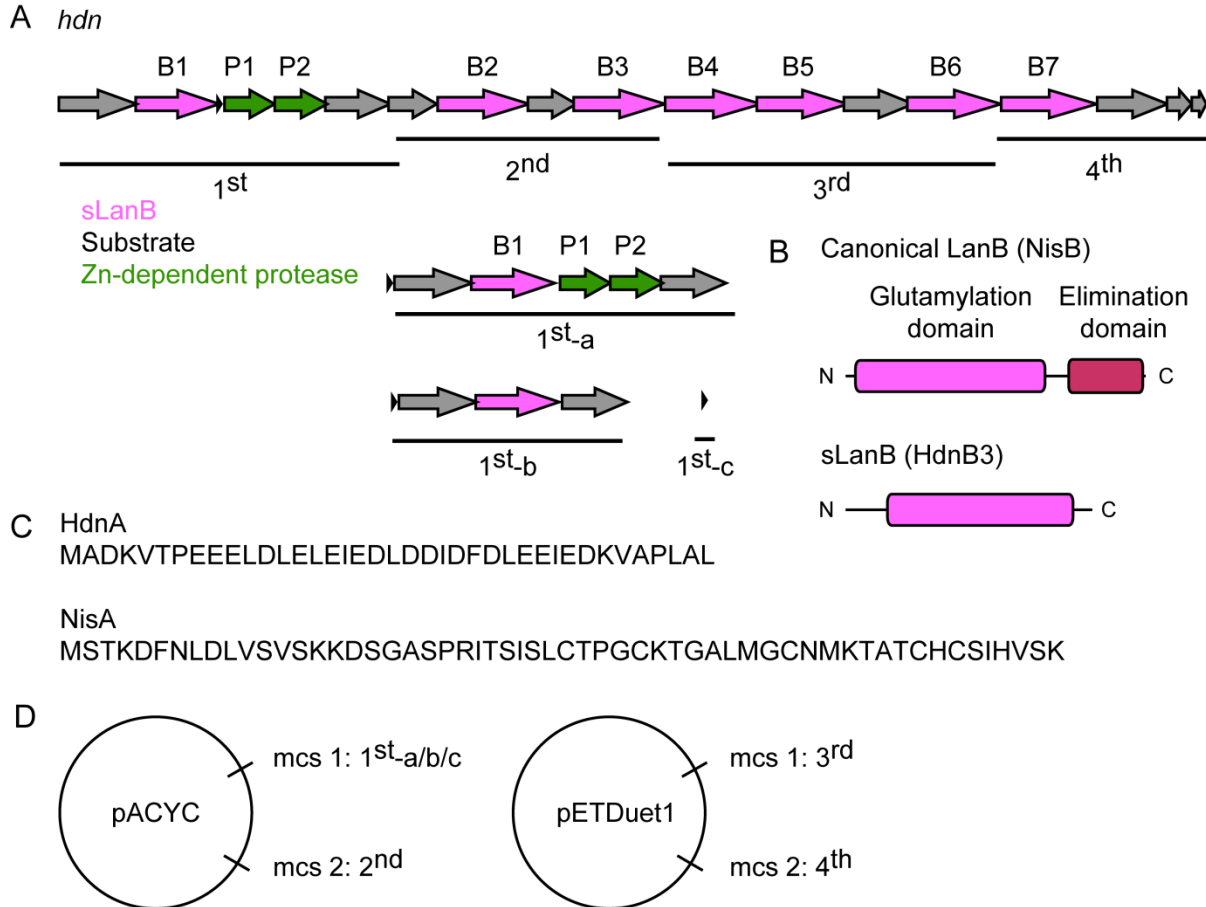 A hdn
B1 P1 P2 B2 B3 B4 B5 B6 B7
1st 2nd 3rd 4th
sLanB
Substrate
Zn-dependent protease
B1 P1 P2
1st-a
1st-b 1st-c
B Canonical LanB (NisB)
Glutamylation Elimination
domain domain
N C
sLanB (HdnB3)
N C
C HdnA
MADKVTPEEELDLELEIEDLDDIDFDLEEIEDKVAPLAL
NisA
MSTKDFNLDLVSVSKKDSGASPRITSISLCTPGCKTGALMGCNMKTATCHCSIHVSK
D
pACYC
mcs 1: 1st-a/b/c
mcs 2: 2nd
pETDuet1
mcs 1: 3rd
mcs 2: 4th